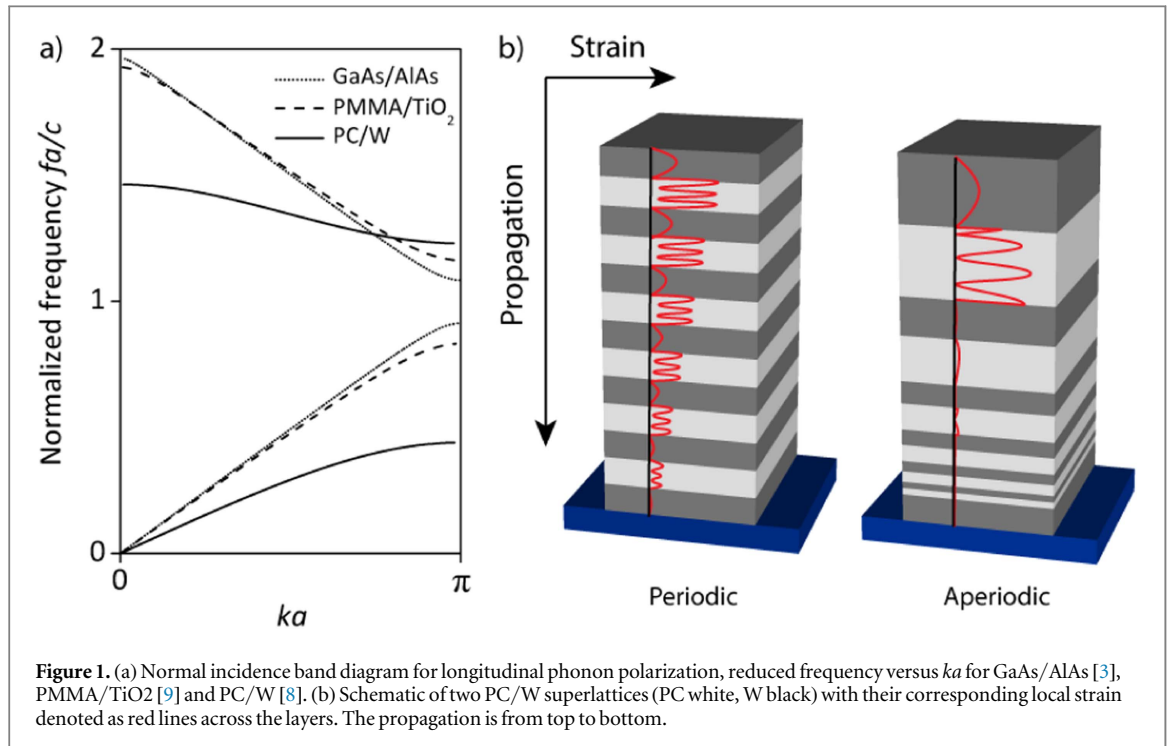 a)
2
GaAs/AlAs
PMMA/TiO2
PC/W
Normalized frequency fa/c
1
0
0
π
ka
b)
Strain
Propagation
Periodic
Aperiodic
Figure 1. (a) Normal incidence band diagram for longitudinal phonon polarization, reduced frequency versus ka for GaAs/AlAs [3],
PMMA/TiO2 [9] and PC/W [8]. (b) Schematic of two PC/W superlattices (PC white, W black) with their corresponding local strain
denoted as red lines across the layers. The propagation is from top to bottom.